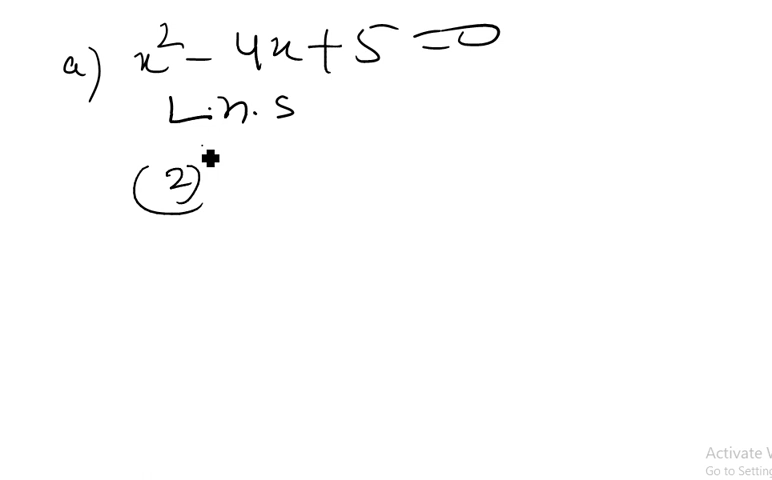 a) x² - 4x + 5 = 0
L.h.s
(2)
Activate
Go to Setting